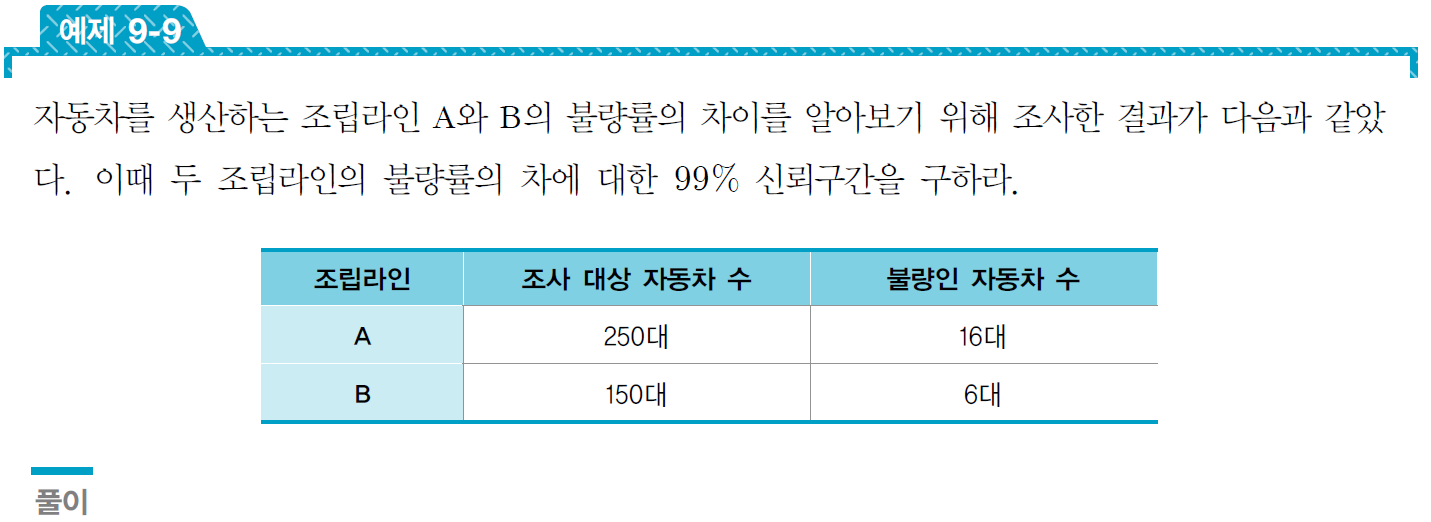 예제 9-9
자동차를 생산하는 조립라인 A와 B의 불량률의 차이를 알아보기 위해 조사한 결과가 다음과 같았
다. 이때 두 조립라인의 불량률의 차에 대한 99% 신뢰구간을 구하라.
조립라인 조사 대상 자동차 수 불량인 자동차 수
A 250대 16대
B 150대 6대
풀이